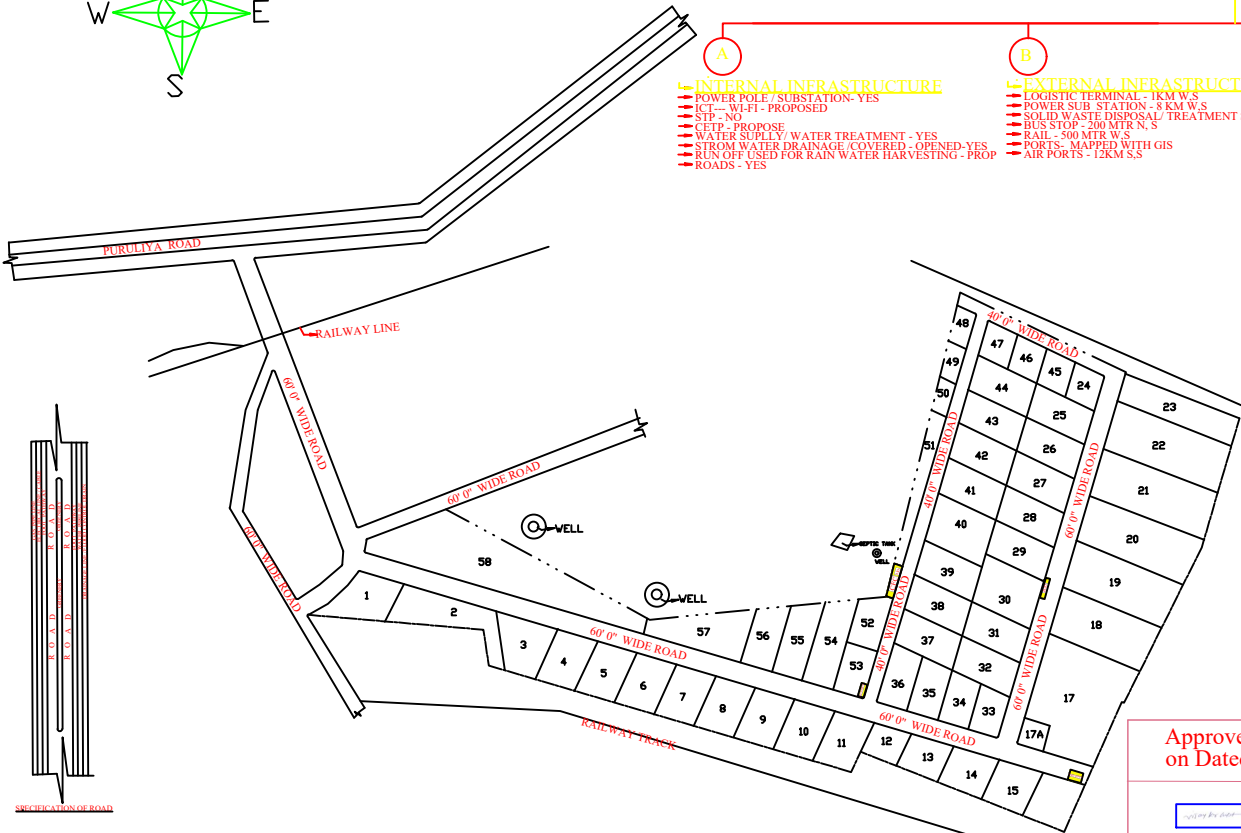 W
E
S
A
B
INTERNAL INFRASTRUCTURE
POWER POLE / SUBSTATION- YES
ICT--- WI-FI - PROPOSED
STP - NO
CETP - PROPOSE
WATER SUPLLY/ WATER TREATMENT - YES
STROM WATER DRAINAGE /COVERED - OPENED-YES
RUN OFF USED FOR RAIN WATER HARVESTING - PROP
ROADS - YES
EXTERNAL INFRASTRUCT
LOGISTIC TERMINAL - 1KM W,S
POWER SUB STATION - 8 KM W,S
SOLID WASTE DISPOSAL/ TREATMENT
BUS STOP - 200 MTR N, S
RAIL - 500 MTR W,S
PORTS- MAPPED WITH GIS
AIR PORTS - 12KM S,S
PURULIYA ROAD
RAILWAY LINE
60' 0" WIDE ROAD
60' 0" WIDE ROAD
60' 0" WIDE ROAD
WELL
WELL
SEPTIC TANK
WELL
40' 0" WIDE ROAD
40' 0" WIDE ROAD
40' 0" WIDE ROAD
60' 0" WIDE ROAD
60' 0" WIDE ROAD
60' 0" WIDE ROAD
60' 0" WIDE ROAD
RAILWAY TRACK
48
47
46
45
24
49
44
50
25
23
43
22
51
26
42
27
21
41
28
40
20
29
39
19
30
38
18
31
37
32
17
36
35
34
33
17A
58
1
2
57
56
55
54
52
53
3
4
5
6
7
8
9
10
11
12
13
14
15
ROAD
ROAD
ROAD
ROAD
SPECIFICATION OF ROAD
Approve
on Date